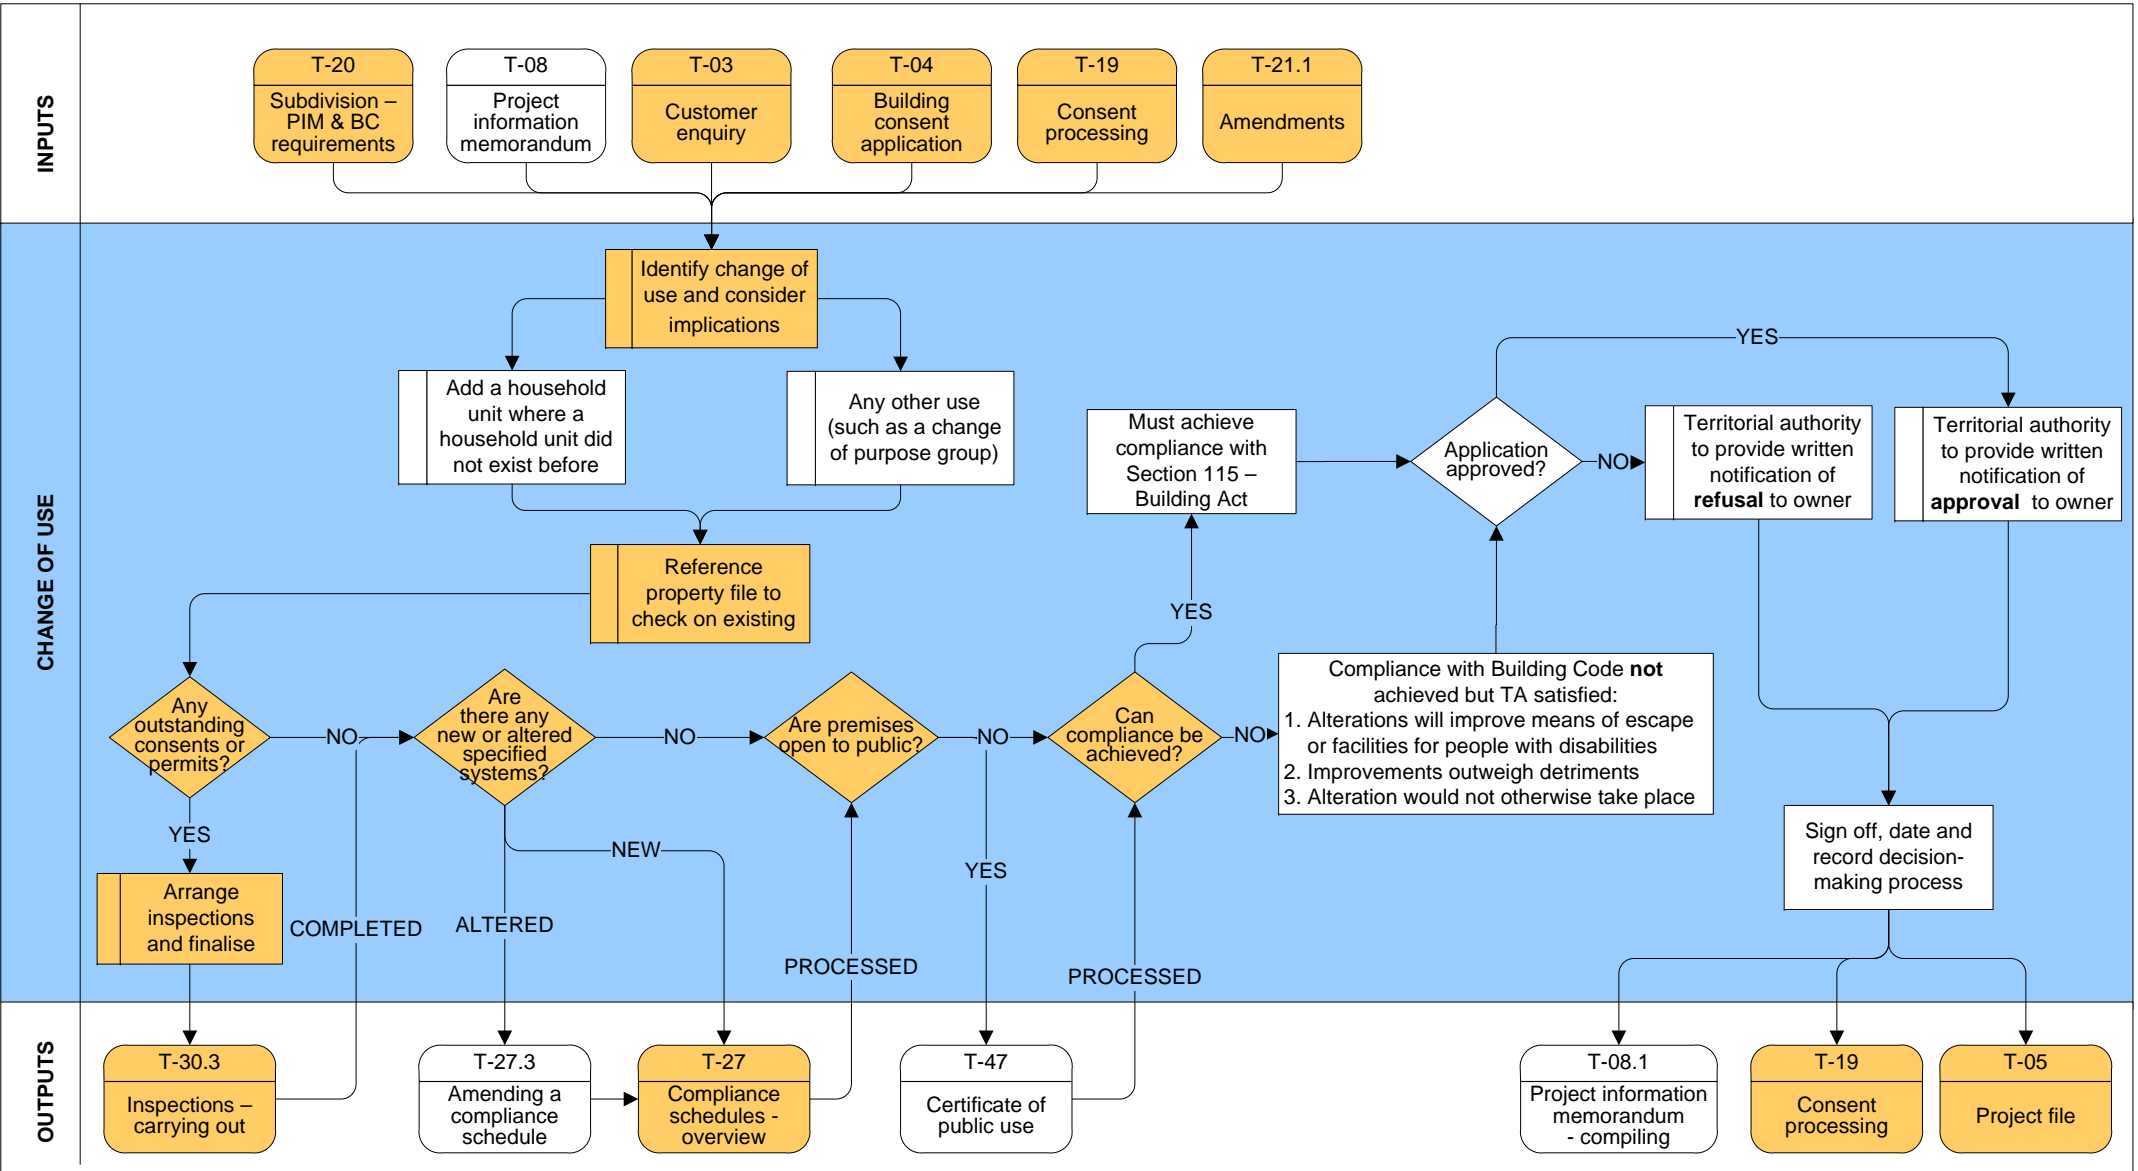 INPUTS
T-20
Subdivision –
PIM & BC
requirements
T-08
Project
information
memorandum
T-03
Customer
enquiry
T-04
Building
consent
application
T-19
Consent
processing
T-21.1
Amendments
CHANGE OF USE
Identify change of
use and consider
implications
Add a household
unit where a
household unit did
not exist before
Any other use
(such as a change
of purpose group)
Reference
property file to
check on existing
Any
outstanding
consents or
permits?
NO
YES
Arrange
inspections
and finalise
COMPLETED
Are
there any
new or altered
specified
systems?
NO
NEW
ALTERED
Are premises
open to public?
NO
YES
PROCESSED
Can
compliance be
achieved?
YES
NO
PROCESSED
Must achieve
compliance with
Section 115 –
Building Act
Compliance with Building Code not
achieved but TA satisfied:
1. Alterations will improve means of escape
or facilities for people with disabilities
2. Improvements outweigh detriments
3. Alteration would not otherwise take place
Application
approved?
YES
NO
Territorial authority
to provide written
notification of
refusal to owner
Territorial authority
to provide written
notification of
approval to owner
Sign off, date and
record decision-
making process
OUTPUTS
T-30.3
Inspections –
carrying out
T-27.3
Amending a
compliance
schedule
T-27
Compliance
schedules -
overview
T-47
Certificate of
public use
T-08.1
Project information
memorandum
- compiling
T-19
Consent
processing
T-05
Project file